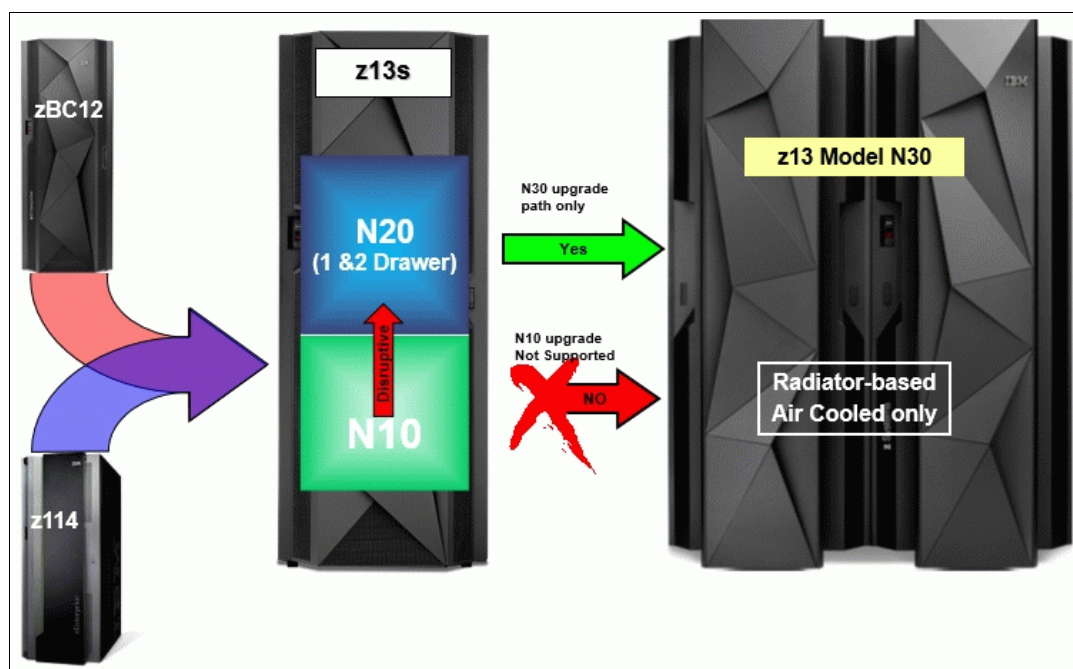 zBC12
z114
z13s
N20
(1 &2 Drawer)
Disruptive
N10
N30 upgrade
path only
Yes
N10 upgrade
Not Supported
NO
IBM
z13 Model N30
Radiator-based
Air Cooled only